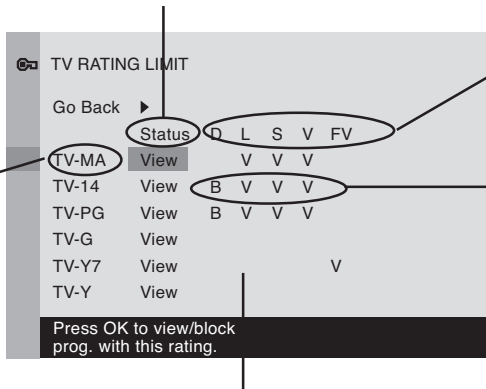 TV RATING LIMIT
Go Back
Status D L S V FV
TV-MA View V V V
TV-14 View B V V V
TV-PG View B V V V
TV-G View
TV-Y7 View V
TV-Y View
Press OK to view/block
prog. with this rating.